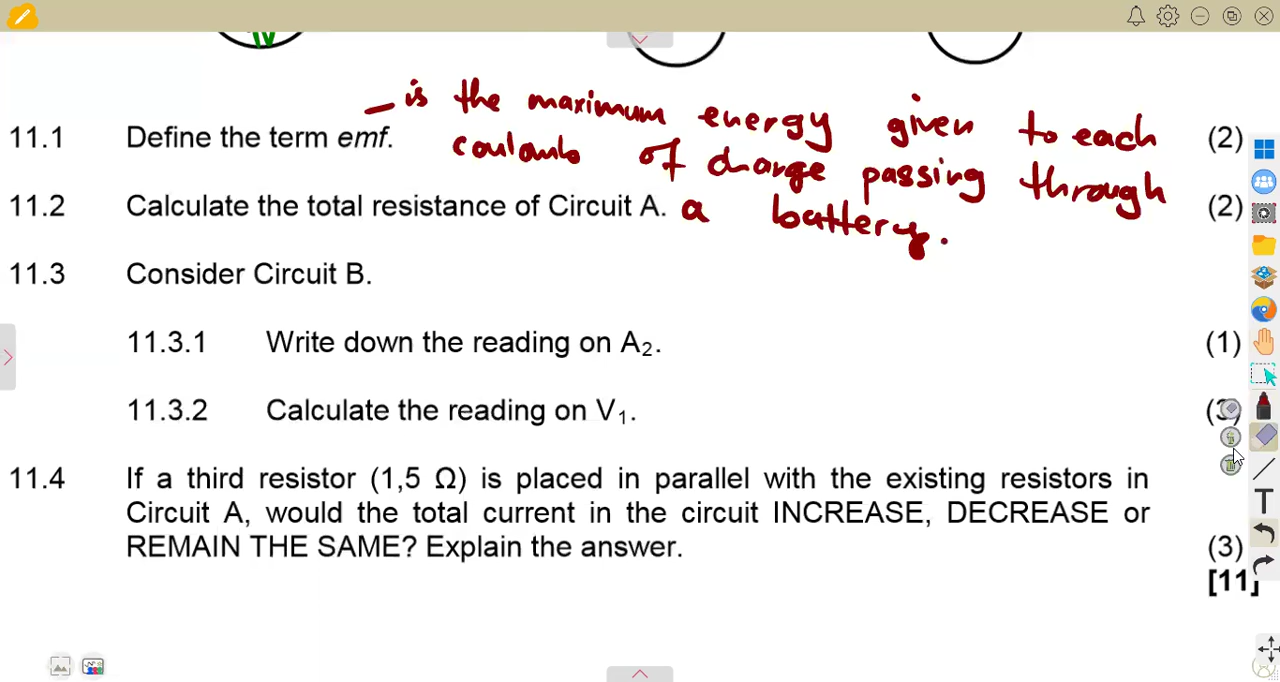 IV
- is the maximum energy given to each
11.1 Define the term emf. (2)
coulomb of charge passing through
11.2 Calculate the total resistance of Circuit A. (2)
a battery.
11.3 Consider Circuit B.
11.3.1 Write down the reading on A2. (1)
11.3.2 Calculate the reading on V1. (3)
11.4 If a third resistor (1,5 Ω) is placed in parallel with the existing resistors in
Circuit A, would the total current in the circuit INCREASE, DECREASE or
REMAIN THE SAME? Explain the answer. (3)
[11]
T